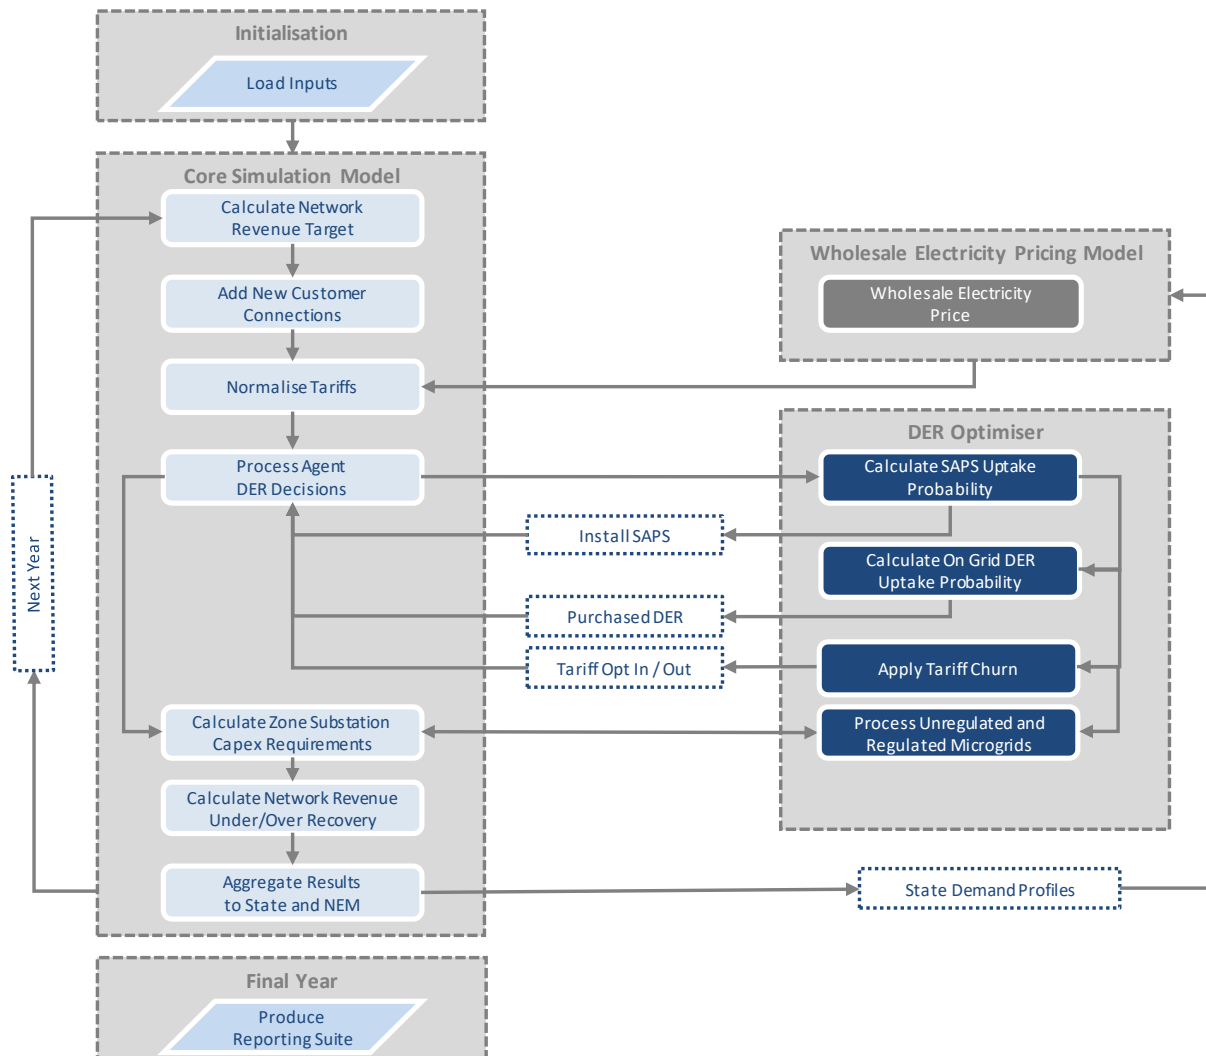 Initialisation
Load Inputs
Core Simulation Model
Calculate Network
Revenue Target
Add New Customer
Connections
Normalise Tariffs
Process Agent
DER Decisions
Calculate Zone Substation
Capex Requirements
Calculate Network Revenue
Under/Over Recovery
Aggregate Results
to State and NEM
Next Year
Wholesale Electricity Pricing Model
Wholesale Electricity
Price
DER Optimiser
Calculate SAPS Uptake
Probability
Install SAPS
Calculate On Grid DER
Uptake Probability
Purchased DER
Tariff Opt In / Out
Apply Tariff Churn
Process Unregulated and
Regulated Microgrids
State Demand Profiles
Final Year
Produce
Reporting Suite